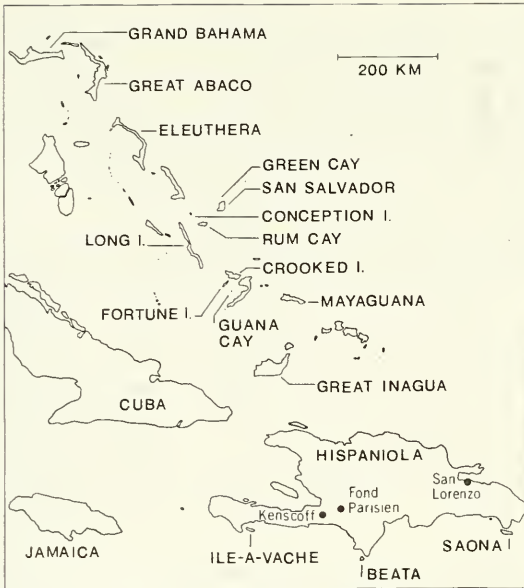 GRAND BAHAMA
200 KM
GREAT ABACO
ELEUTHERA
GREEN CAY
SAN SALVADOR
CONCEPTION I.
LONG I.
RUM CAY
CROOKED I.
FORTUNE I.
MAYAGUANA
GUANA
CAY
GREAT INAGUA
CUBA
HISPANIOLA
San
Lorenzo
Fond
Parisien
Kenscoff
JAMAICA
ILE-A-VACHE
SAONA
BEATA